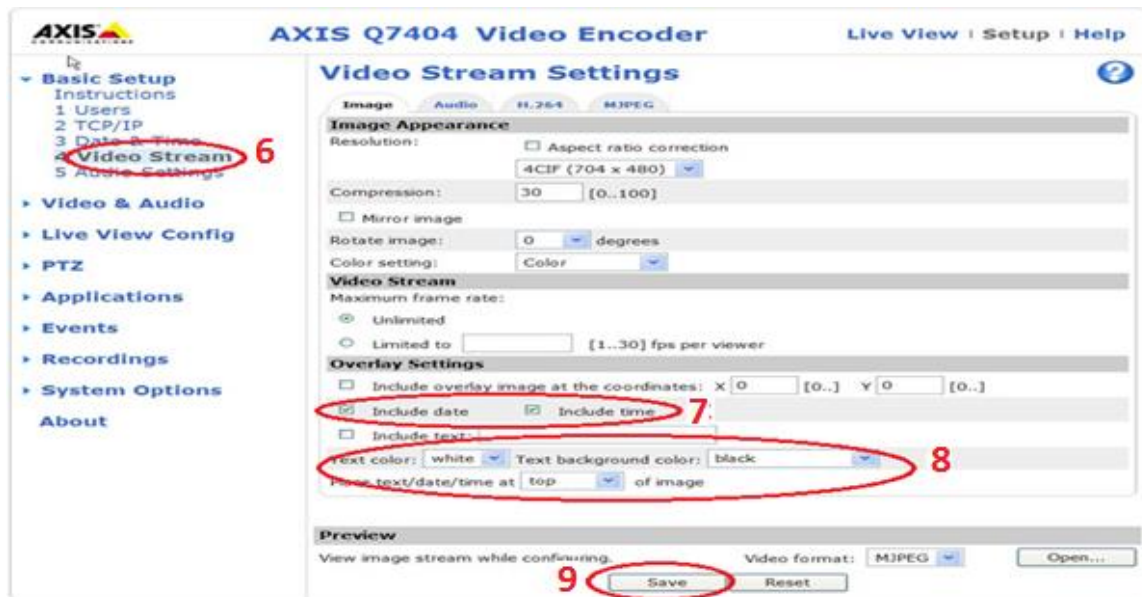 AXIS
COMMUNICATIONS
AXIS Q7404 Video Encoder
Live View | Setup | Help
Basic Setup
Instructions
1 Users
2 TCP/IP
3 Date & Time
4 Video Stream
5 Audio Settings
6
Video & Audio
Live View Config
PTZ
Applications
Events
Recordings
System Options
About
Video Stream Settings
?
Image Audio H.264 MJPEG
Image Appearance
Resolution: Aspect ratio correction
4CIF (704 x 480)
Compression: 30 [0..100]
Mirror image
Rotate image: 0 degrees
Color setting: Color
Video Stream
Maximum frame rate:
Unlimited
Limited to [1..30] fps per viewer
Overlay Settings
Include overlay image at the coordinates: X 0 [0..] Y 0 [0..]
Include date Include time 7
Include text:
Text color: white Text background color: black 8
Place text/date/time at top of image
Preview
View image stream while configuring. Video format: MJPEG Open...
9 Save Reset